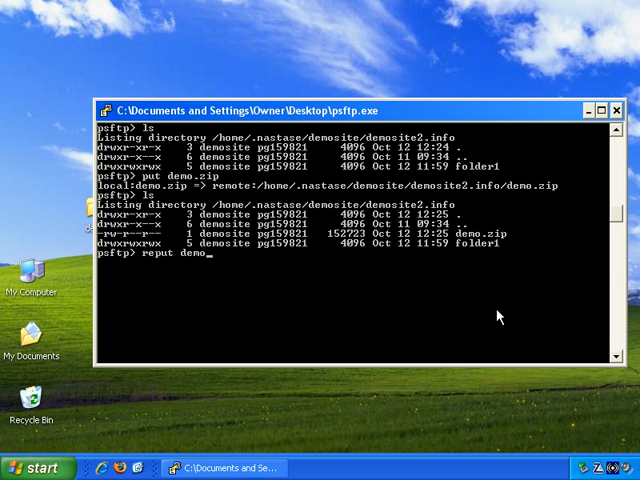 C:\Documents and Settings\Owner\Desktop\psftp.exe
psftp> ls
Listing directory /home/.nastase/demosite/demosite2.info
drwxr-xr-x 3 demosite pg159821 4096 Oct 12 12:24 .
drwxr-x--x 6 demosite pg159821 4096 Oct 11 09:34 ..
drwxrwxrwx 5 demosite pg159821 4096 Oct 12 11:59 folder1
psftp> put demo.zip
local:demo.zip => remote:/home/.nastase/demosite/demosite2.info/demo.zip
psftp> ls
Listing directory /home/.nastase/demosite/demosite2.info
drwxr-xr-x 3 demosite pg159821 4096 Oct 12 12:25 .
drwxr-x--x 6 demosite pg159821 4096 Oct 11 09:34 ..
-rw-r--r-- 1 demosite pg159821 152723 Oct 12 12:25 demo.zip
drwxrwxrwx 5 demosite pg159821 4096 Oct 12 11:59 folder1
psftp> reput demo_
My Computer
My Documents
Recycle Bin
start
C:\Documents and Se...